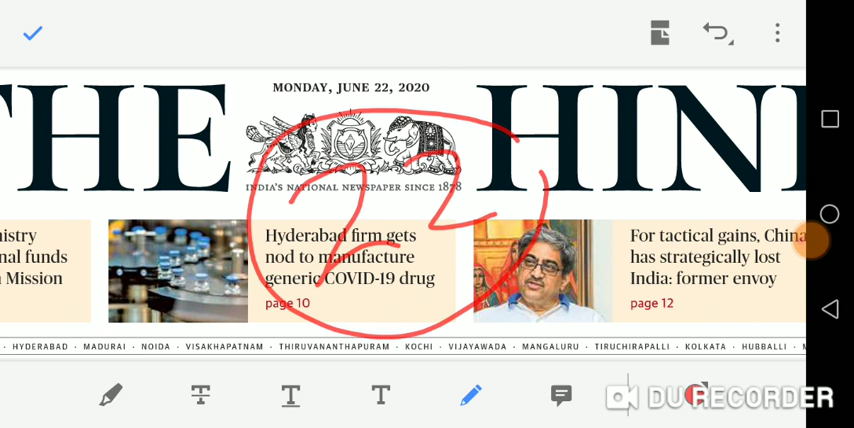 MONDAY, JUNE 22, 2020
THE HIN
INDIA'S NATIONAL NEWSPAPER SINCE 1878
22
nistry
nal funds
Mission
Hyderabad firm gets
nod to manufacture
generic COVID-19 drug
page 10
For tactical gains, China
has strategically lost
India: former envoy
page 12
· HYDERABAD · MADURAI · NOIDA · VISAKHAPATNAM · THIRUVANANTHAPURAM · KOCHI · VIJAYAWADA · MANGALURU · TIRUCHIRAPALLI · KOLKATA · HUBBALLI ·
T T T
DU RECORDER